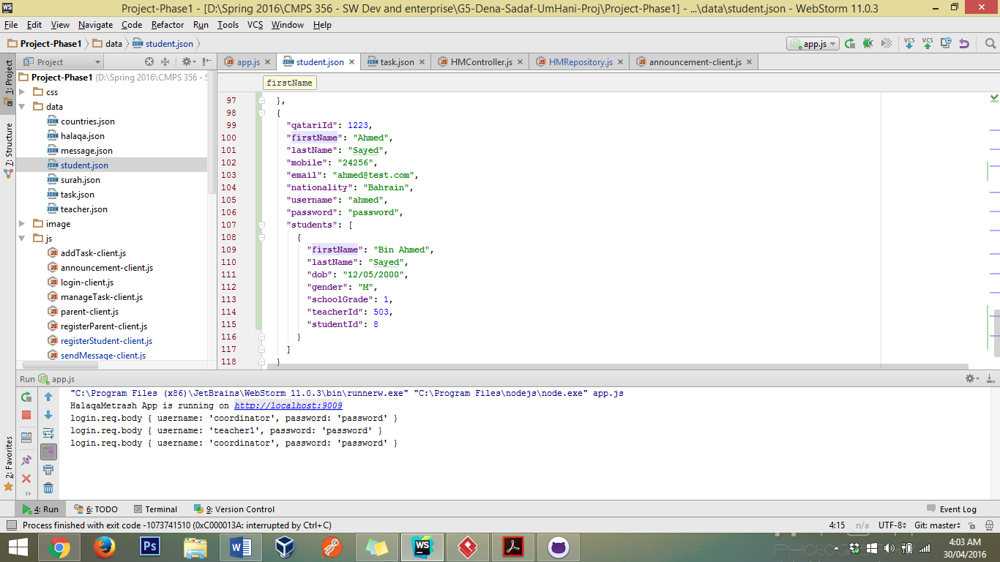 WS Project-Phase1 - [D:\Spring 2016\CMPS 356 - SW Dev and enterprise\G5-Dena-Sadaf-UmHani-Proj\Project-Phase1] - ...\data\student.json - WebStorm 11.0.3
File Edit View Navigate Code Refactor Run Tools VCS Window Help
Project-Phase1 data student.json app.js VCS VCS
Project app.js student.json task.json HMController.js HMRepository.js announcement-client.js
1: Project
7: Structure
2: Favorites
Project-Phase1 (D:\Spring 2016\CMPS 356 - S
css
data
countries.json
halaqa.json
message.json
student.json
surah.json
task.json
teacher.json
image
js
addTask-client.js
announcement-client.js
login-client.js
manageTask-client.js
parent-client.js
registerParent-client.js
registerStudent-client.js
sendMessage-client.js
firstName
97 },
98 {
99 "qatariId": 1223,
100 "firstName": "Ahmed",
101 "lastName": "Sayed",
102 "mobile": "24256",
103 "email": "ahmed@test.com",
104 "nationality": "Bahrain",
105 "username": "ahmed",
106 "password": "password",
107 "students": [
108 {
109 "firstName": "Bin Ahmed",
110 "lastName": "Sayed",
111 "dob": "12/05/2000",
112 "gender": "M",
113 "schoolGrade": 1,
114 "teacherId": 503,
115 "studentId": 8
116 }
117 ]
118 }
Run app.js
"C:\Program Files (x86)\JetBrains\WebStorm 11.0.3\bin\runnerw.exe" "C:\Program Files\nodejs\node.exe" app.js
HalaqaMetrash App is running on http://localhost:9009
login.req.body { username: 'coordinator', password: 'password' }
login.req.body { username: 'teacher1', password: 'password' }
login.req.body { username: 'coordinator', password: 'password' }
4: Run 6: TODO Terminal 9: Version Control Event Log
Process finished with exit code -1073741510 (0xC000013A: interrupted by Ctrl+C) 4:15 n/a UTF-8 Git: master
Ps W WS
4:03 AM
30/04/2016